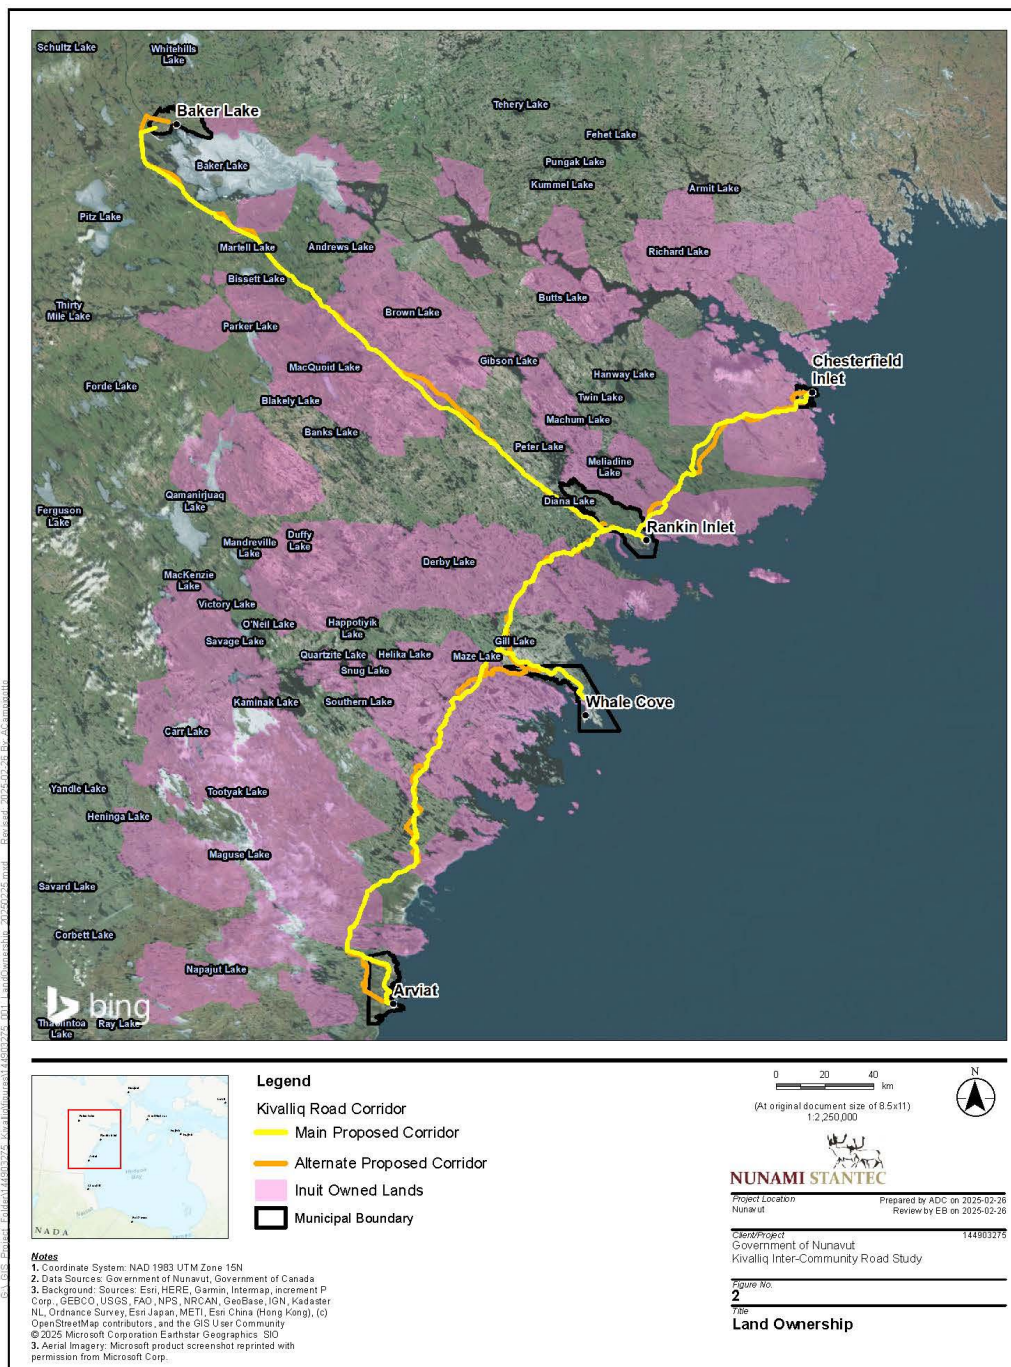 Schultz Lake
Whitehills
Lake
Tehery Lake
Baker Lake
Fehet Lake
Baker Lake
Pungak Lake
Kummel Lake
Armit Lake
Pitz Lake
Martell Lake
Andrews Lake
Richard Lake
Bissett Lake
Butts Lake
Thirty
Mile Lake
Brown Lake
Parker Lake
Gibson Lake
Chesterfield
Inlet
MacQuoid Lake
Hanway Lake
Forde Lake
Blakely Lake
Twin Lake
Machum Lake
Banks Lake
Peter Lake
Meliadine
Lake
Qamanirjuaq
Lake
Diana Lake
Ferguson
Lake
Rankin Inlet
Mandreville
Lake
Duffy
Lake
Derby Lake
MacKenzie
Lake
Victory Lake
O'Neil Lake
Happotiyik
Lake
Savage Lake
Gill Lake
Quartzite Lake
Helika Lake
Maze Lake
Snug Lake
Kaminak Lake
Southern Lake
Whale Cove
Carr Lake
Yandle Lake
Tootyak Lake
Heninga Lake
Maguse Lake
Savard Lake
Corbett Lake
Napajut Lake
Arviat
bing
Ray Lake
Lake
Legend
Kivalliq Road Corridor
Main Proposed Corridor
Alternate Proposed Corridor
Inuit Owned Lands
Municipal Boundary
NADA
Notes
1. Coordinate System: NAD 1983 UTM Zone 15N
2. Data Sources: Government of Nunavut, Government of Canada
3. Background: Sources: Esri, HERE, Garmin, Intermap, increment P
Corp., GEBCO, USGS, FAO, NPS, NRCAN, GeoBase, IGN, Kadaster
NL, Ordnance Survey, Esri Japan, METI, Esri China (Hong Kong), (c)
OpenStreetMap contributors, and the GIS User Community
© 2025 Microsoft Corporation Earthstar Geographics SIO
3. Aerial Imagery: Microsoft product screenshot reprinted with
permission from Microsoft Corp.
0 20 40
km
(At original document size of 8.5x11)
1:2,250,000
N
NUNAMI STANTEC
Project Location
Nunavut
Prepared by ADC on 2025-02-26
Review by EB on 2025-02-26
Client/Project 144903275
Government of Nunavut
Kivalliq Inter-Community Road Study
Figure No.
2
Title
Land Ownership